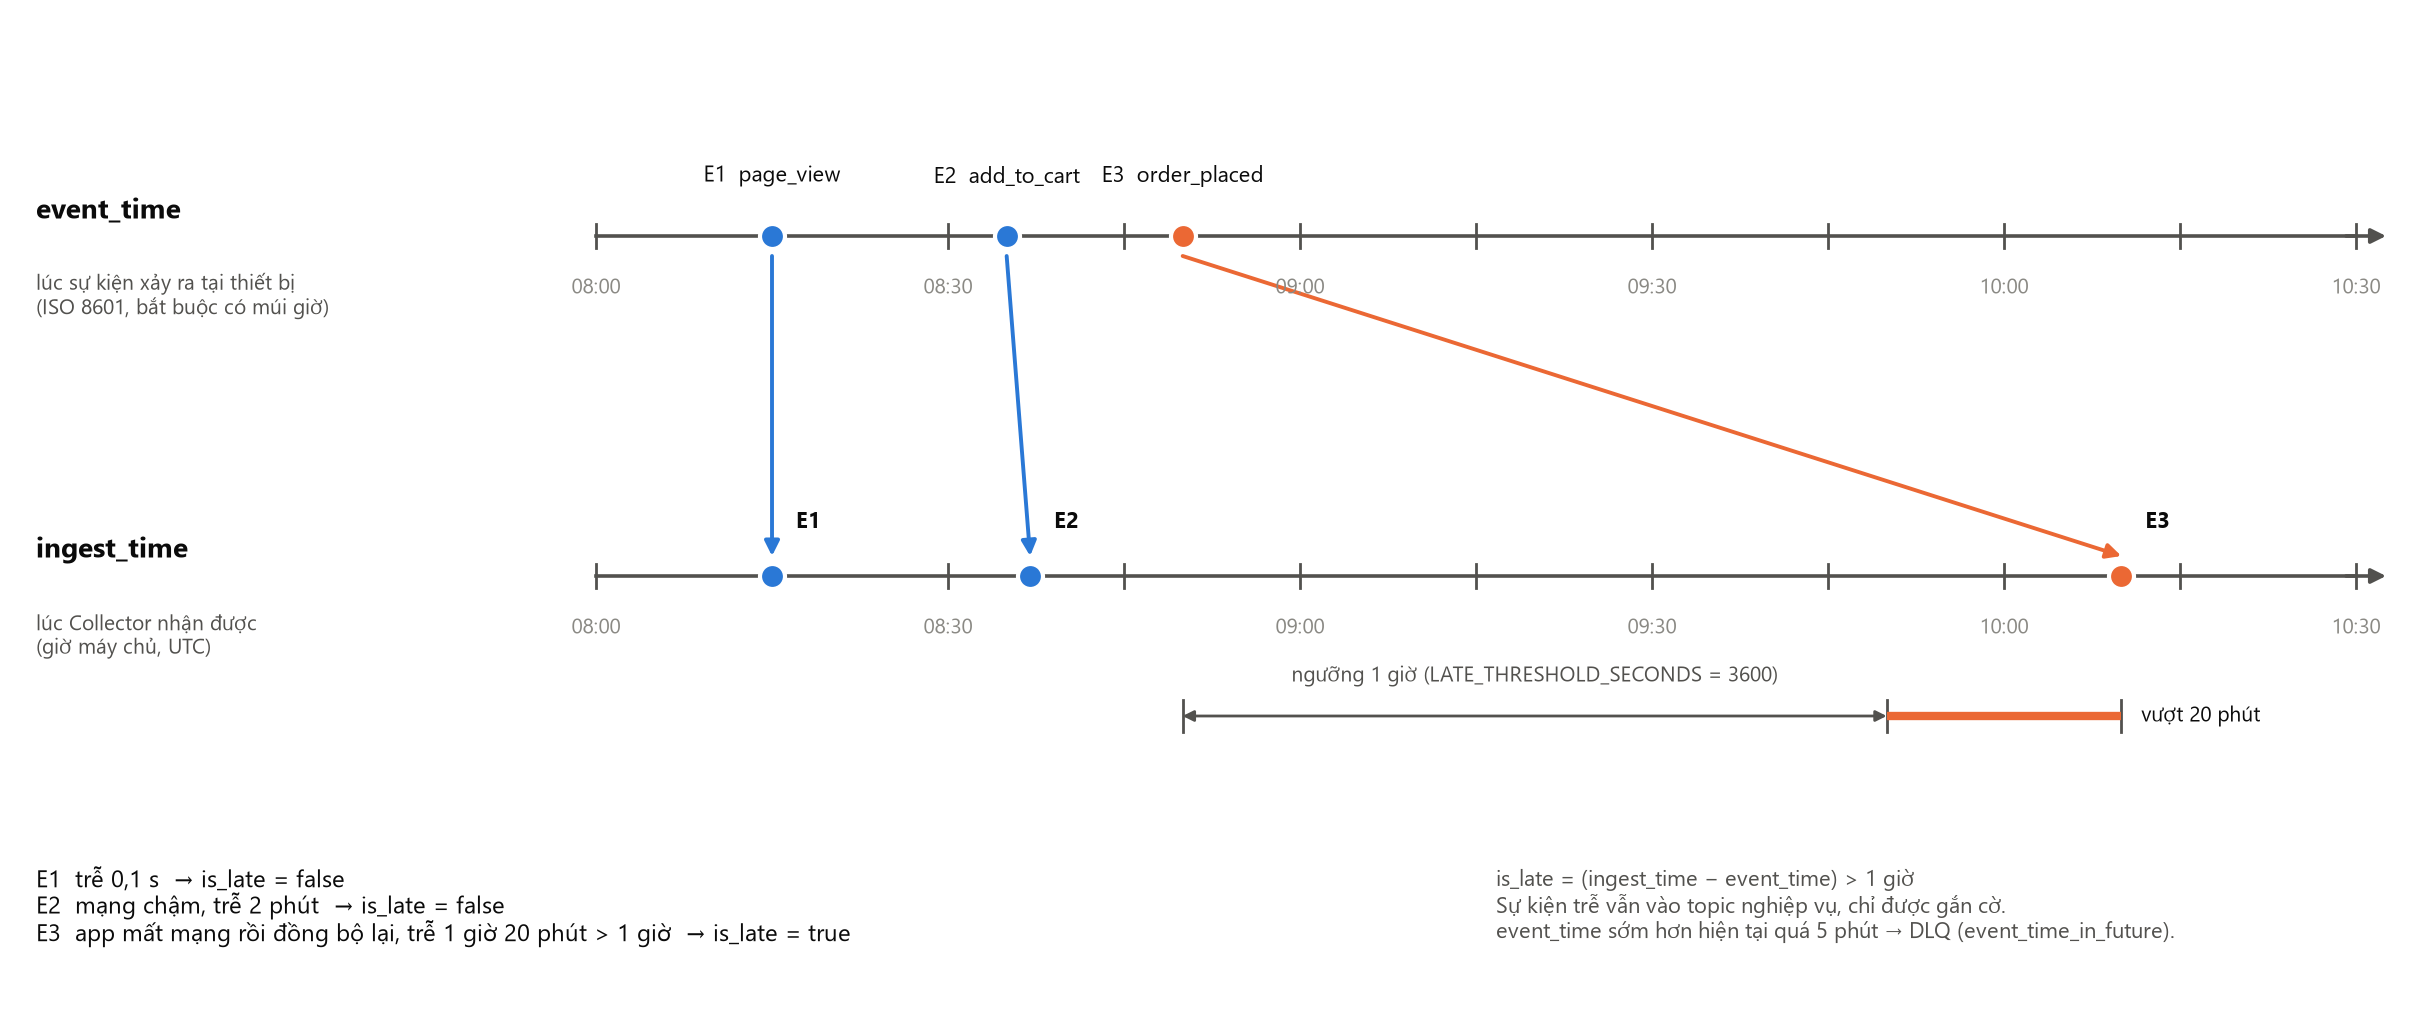 E1  page_view
E2  add_to_cart
E3  order_placed
event_time
lúc sự kiện xảy ra tại thiết bị
(ISO 8601, bắt buộc có múi giờ)
08:00
08:30
09:00
09:30
10:00
10:30
E1
E2
E3
ingest_time
lúc Collector nhận được
(giờ máy chủ, UTC)
08:00
08:30
09:00
09:30
10:00
10:30
ngưỡng 1 giờ (LATE_THRESHOLD_SECONDS = 3600)
vượt 20 phút
E1  trễ 0,1 s  → is_late = false
E2  mạng chậm, trễ 2 phút  → is_late = false
E3  app mất mạng rồi đồng bộ lại, trễ 1 giờ 20 phút > 1 giờ  → is_late = true
is_late = (ingest_time − event_time) > 1 giờ
Sự kiện trễ vẫn vào topic nghiệp vụ, chỉ được gắn cờ.
event_time sớm hơn hiện tại quá 5 phút → DLQ (event_time_in_future).